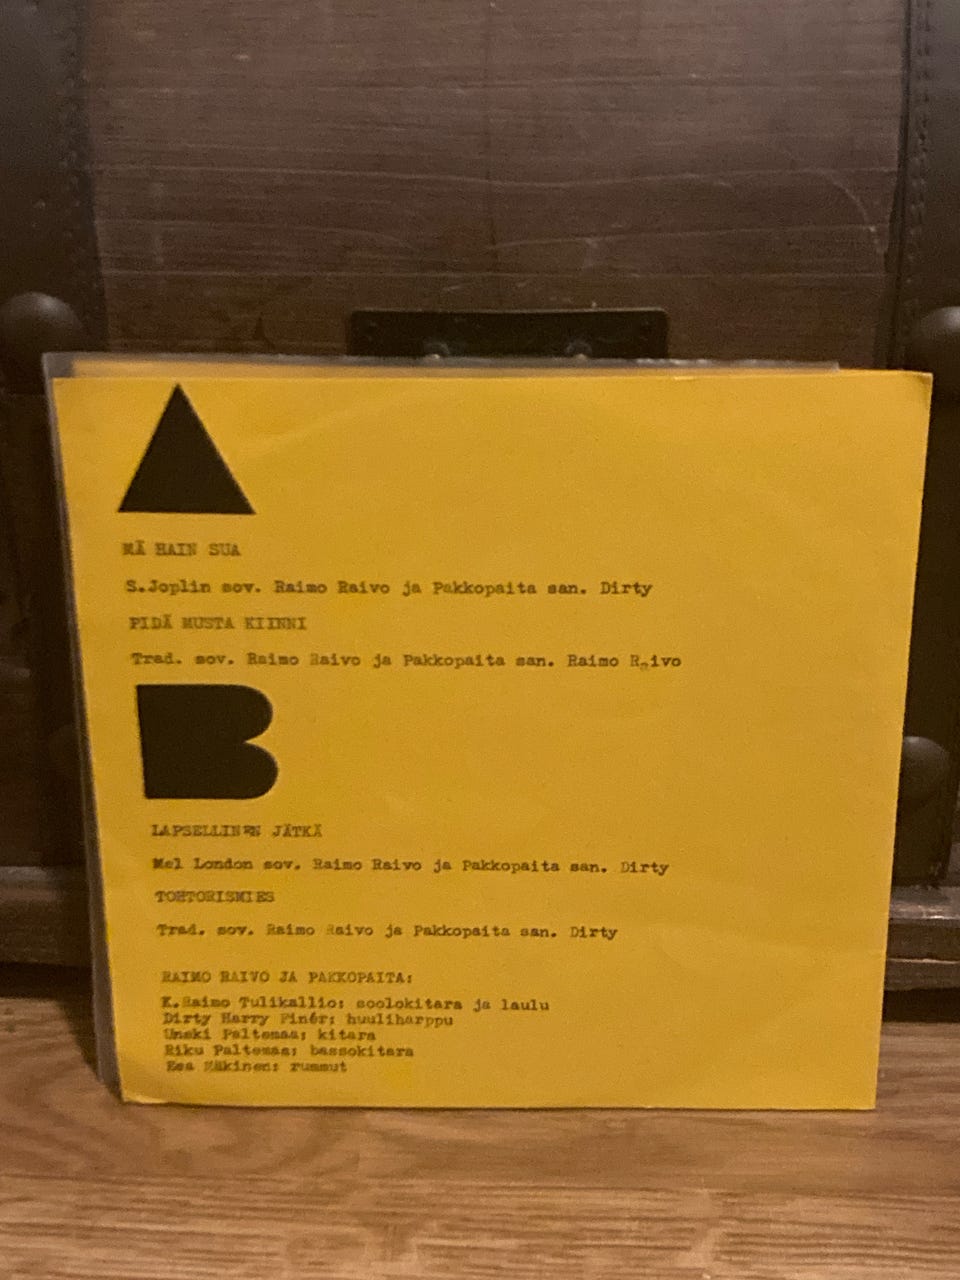 A
MÄ HAIN SUA
S.Joplin sov. Raimo Raivo ja Pakkopaita san. Dirty
PIDÄ MUSTA KIINNI
Trad. sov. Raimo Raivo ja Pakkopaita san. Raimo Raivo
B
LAPSELLINEN JÄTKÄ
Mel London sov. Raimo Raivo ja Pakkopaita san. Dirty
TOHTORISMIES
Trad. sov. Raimo Raivo ja Pakkopaita san. Dirty
RAIMO RAIVO JA PAKKOPAITA:
K.Raimo Tulikallio: soolokitara ja laulu
Dirty Harry Finér: huuliharppu
Unski Paltemaa: kitara
Riku Paltemaa: bassokitara
Esa Mäkinen: rummut